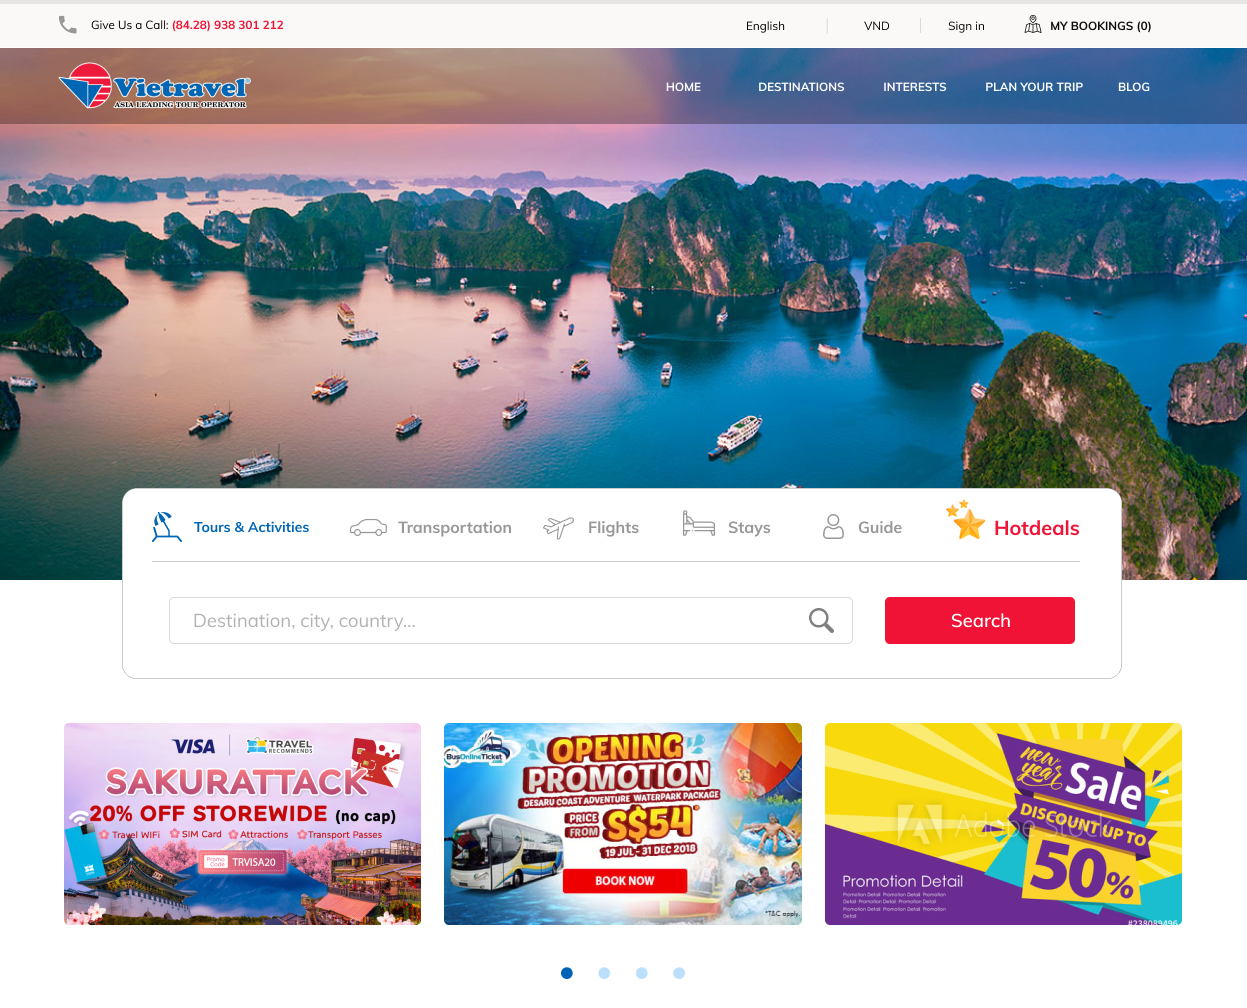 Give Us a Call: (84.28) 938 301 212
English
VND
Sign in
MY BOOKINGS (0)
Vietravel®
ASIA LEADING TOUR OPERATOR
HOME
DESTINATIONS
INTERESTS
PLAN YOUR TRIP
BLOG
Tours & Activities
Transportation
Flights
Stays
Guide
Hotdeals
Destination, city, country...
Search
VISA
TRAVEL
RECOMMENDS
SAKURATTACK
20% OFF STOREWIDE (no cap)
Travel WiFi
SIM Card
Attractions
Transport Passes
Promo Code
TRVISA20
BusOnlineTicket
.com
OPENING
PROMOTION
DESARU COAST ADVENTURE WATERPARK PACKAGE
PRICE FROM
S$54*
19 JUL - 31 DEC 2018
BOOK NOW
*T&C apply.
new year
Sale
DISCOUNT UP TO
50%
Adobe Stock
Promotion Detail
Promotion Detail Promotion Detail Promotion
Detail Promotion Detail Promotion Detail
Promotion Detail Promotion Detail Promotion
Detail
#238089496